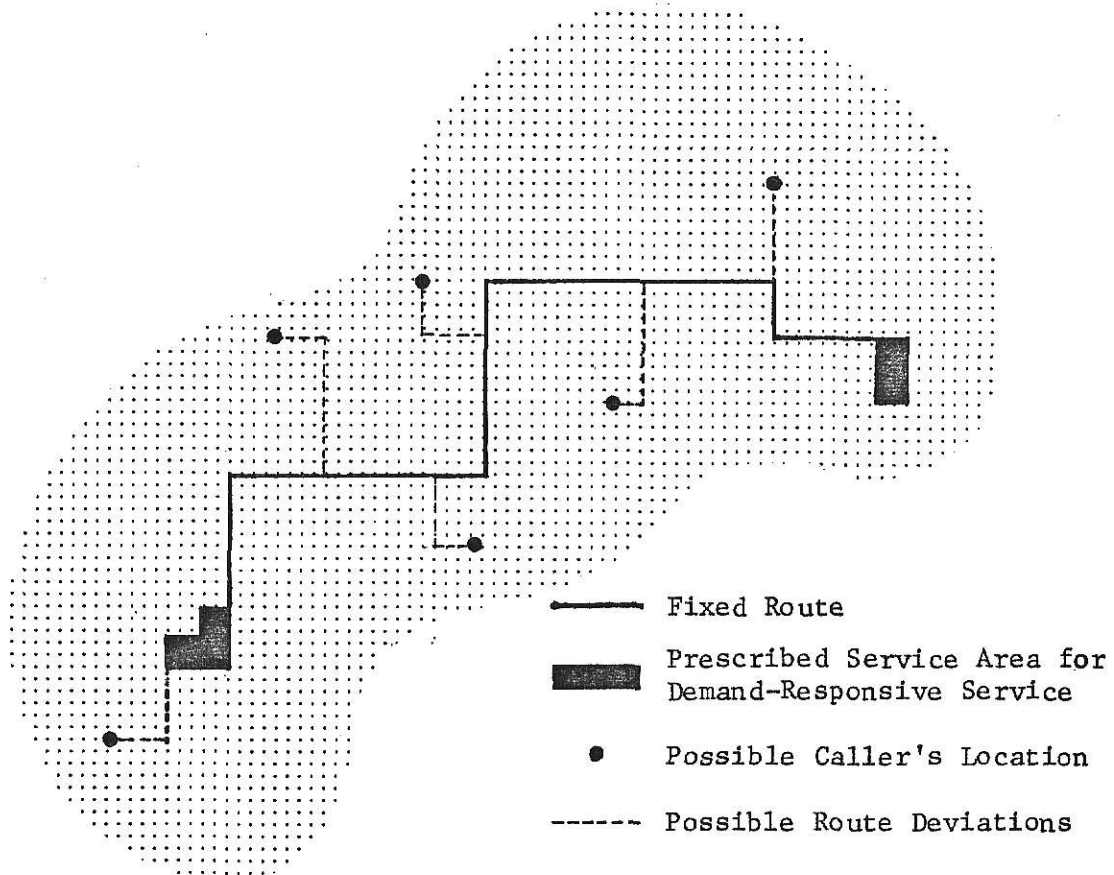 Fixed Route
Prescribed Service Area for
Demand-Responsive Service
Possible Caller's Location
Possible Route Deviations